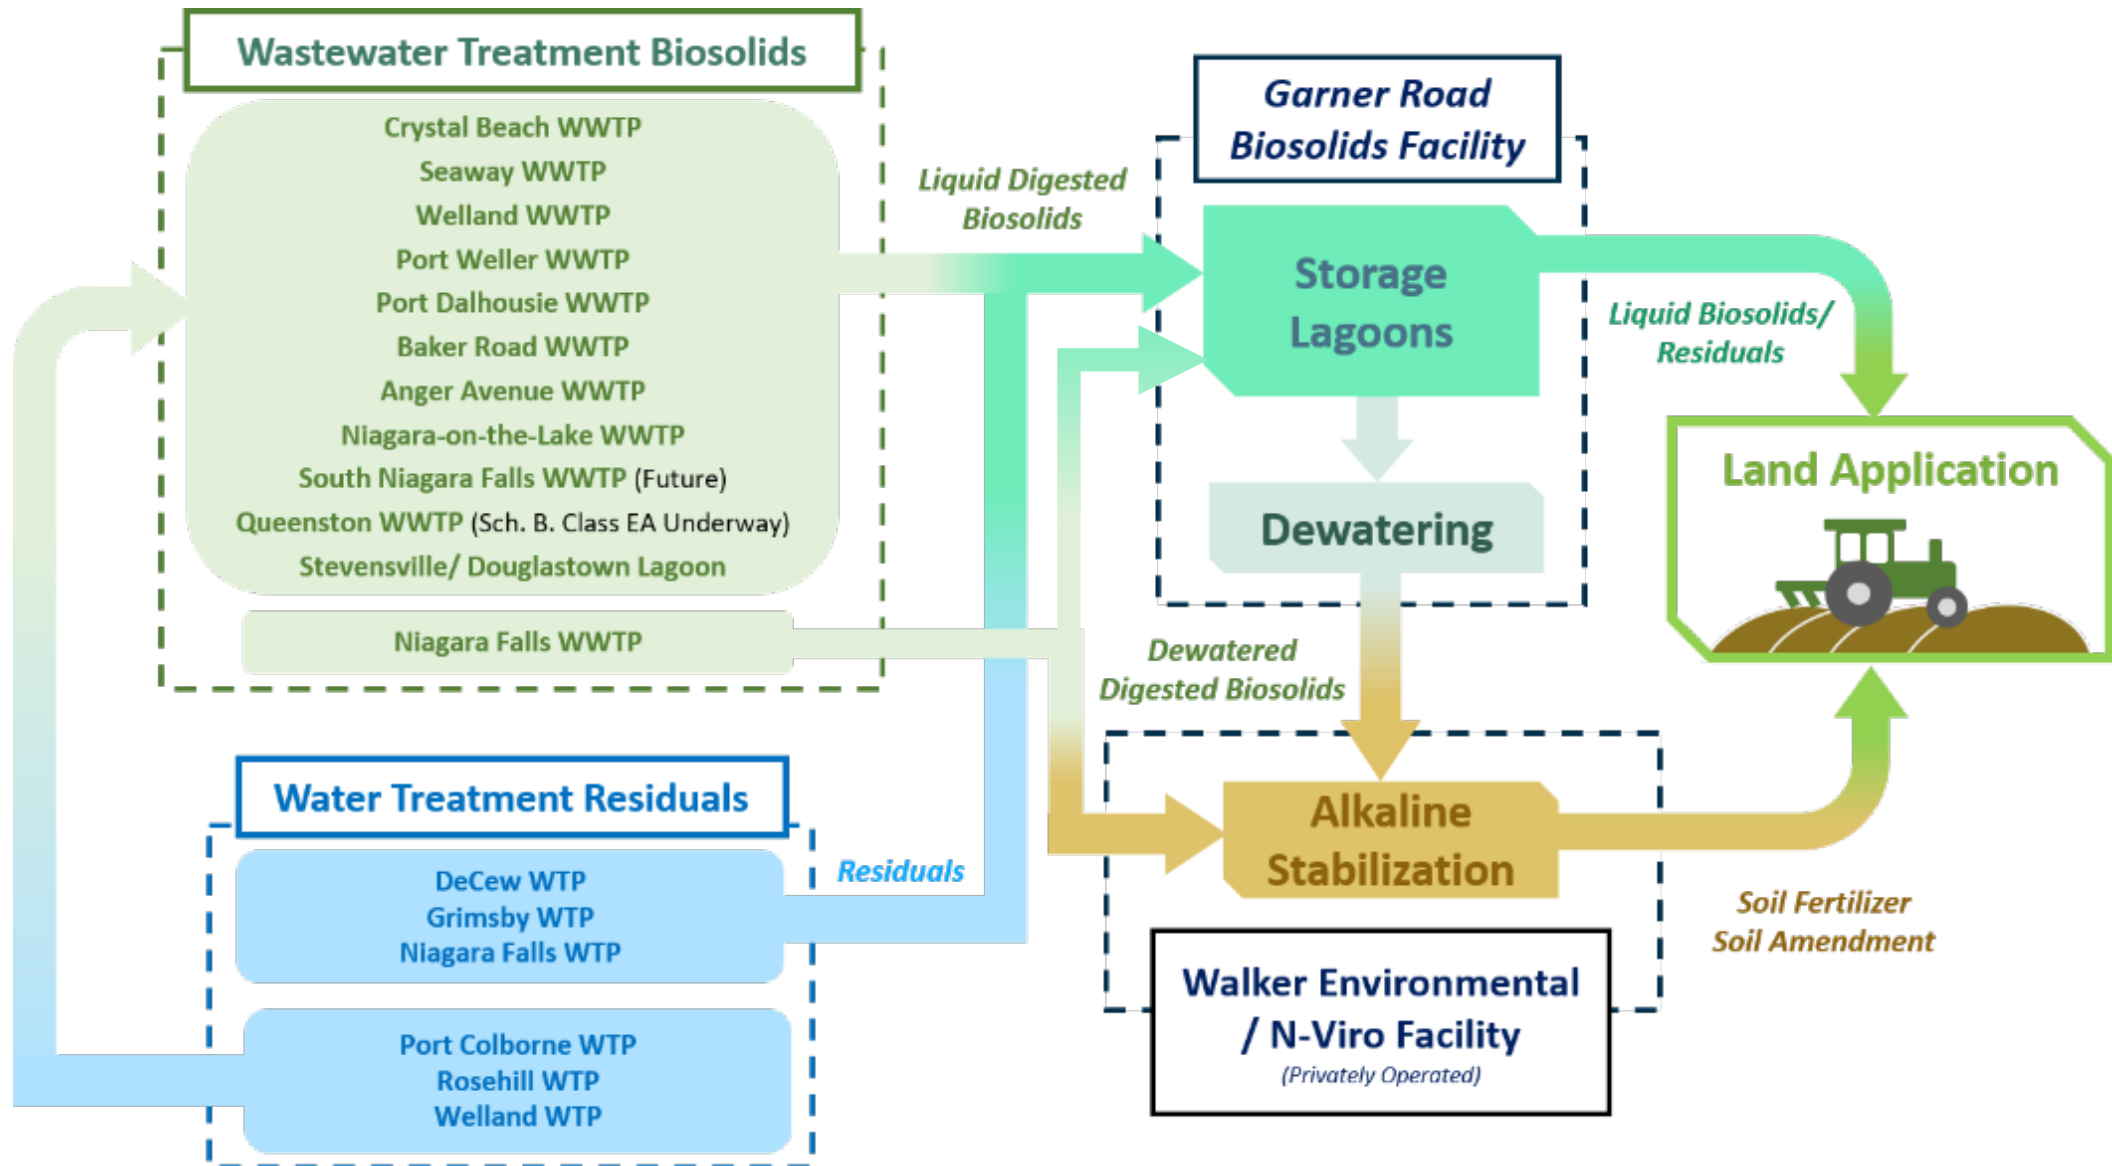 Wastewater Treatment Biosolids
Crystal Beach WWTP
Seaway WWTP
Welland WWTP
Port Weller WWTP
Port Dalhousie WWTP
Baker Road WWTP
Anger Avenue WWTP
Niagara-on-the-Lake WWTP
South Niagara Falls WWTP (Future)
Queenston WWTP (Sch. B. Class EA Underway)
Stevensville/ Douglastown Lagoon
Niagara Falls WWTP
Water Treatment Residuals
DeCew WTP
Grimsby WTP
Niagara Falls WTP
Port Colborne WTP
Rosehill WTP
Welland WTP
Liquid Digested
Biosolids
Residuals
Garner Road
Biosolids Facility
Storage
Lagoons
Dewatering
Dewatered
Digested Biosolids
Alkaline
Stabilization
Walker Environmental
/ N-Viro Facility
(Privately Operated)
Liquid Biosolids/
Residuals
Land Application
Soil Fertilizer
Soil Amendment